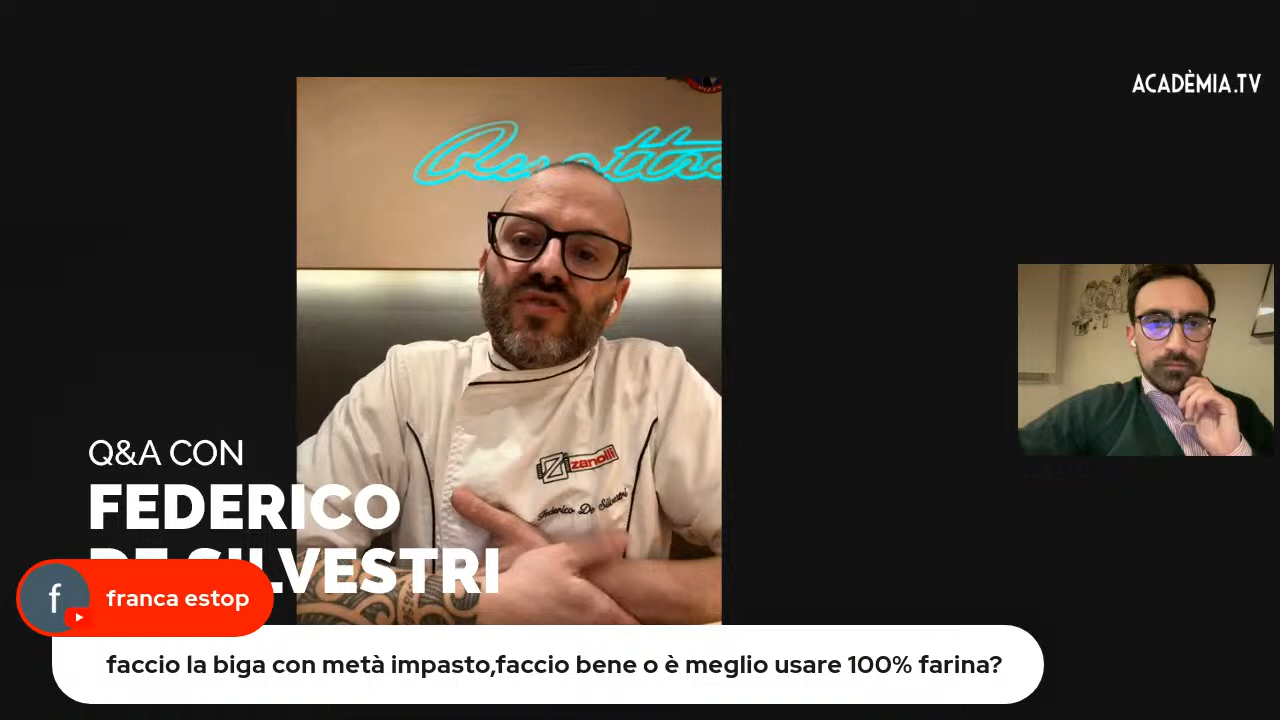 ACADÈMIA.TV
Quattro
zanolli
Federico De Silvestri
Q&A CON
FEDERICO
DE SILVESTRI
f
franca estop
faccio la biga con metà impasto,faccio bene o è meglio usare 100% farina?